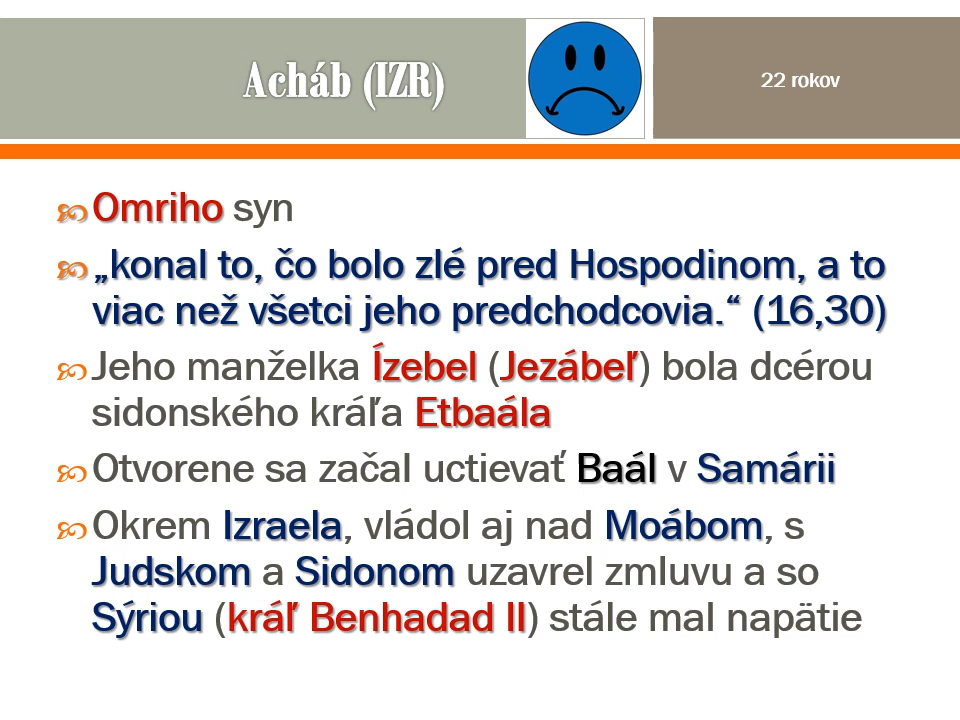 Acháb (IZR)
22 rokov
Omriho syn
„konal to, čo bolo zlé pred Hospodinom, a to
viac než všetci jeho predchodcovia.“ (16,30)
Jeho manželka Ízebel (Jezábeľ) bola dcérou
sidonského kráľa Etbaála
Otvorene sa začal uctievať Baál v Samárii
Okrem Izraela, vládol aj nad Moábom, s
Judskom a Sidonom uzavrel zmluvu a so
Sýriou (kráľ Benhadad II) stále mal napätie